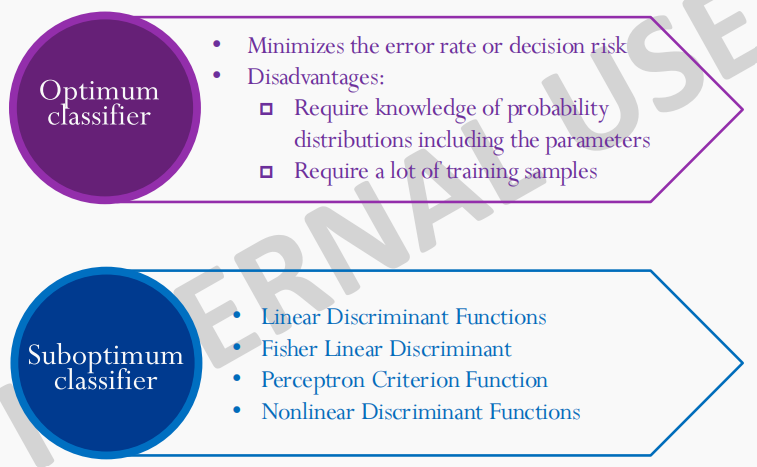 Optimum
classifier
• Minimizes the error rate or decision risk
• Disadvantages:
Require knowledge of probability
distributions including the parameters
Require a lot of training samples
Suboptimum
classifier
• Linear Discriminant Functions
• Fisher Linear Discriminant
• Perceptron Criterion Function
• Nonlinear Discriminant Functions
ERNAL USE